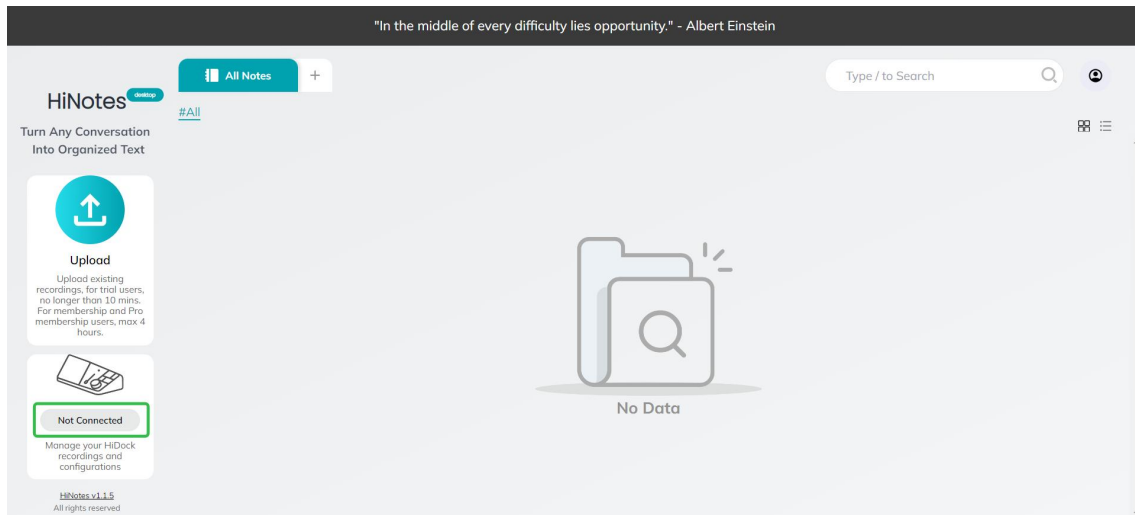 "In the middle of every difficulty lies opportunity." - Albert Einstein
All Notes +
Type / to Search
HiNotes desktop
#All
Turn Any Conversation
Into Organized Text
Upload
Upload existing
recordings, for trial users,
no longer than 10 mins.
For membership and Pro
membership users, max 4
hours.
No Data
Not Connected
Manage your HiDock
recordings and
configurations
HiNotes v1.1.5
All rights reserved